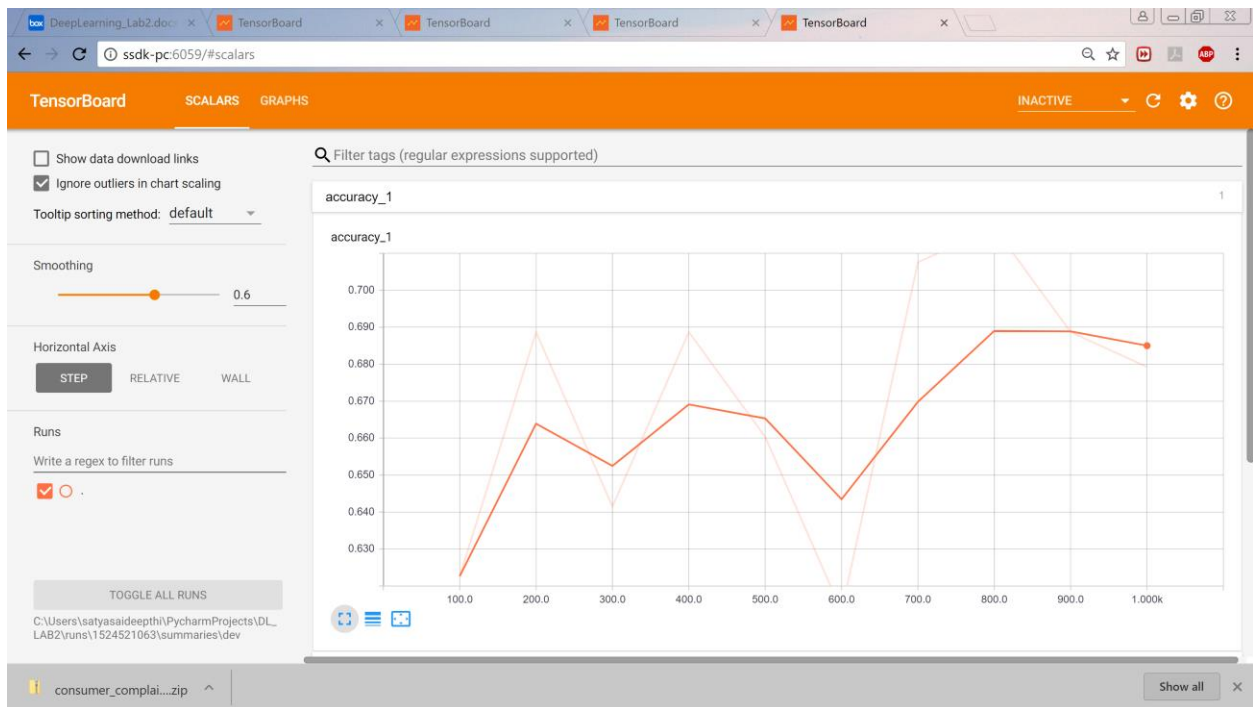 box DeepLearning_Lab2.doc
TensorBoard
TensorBoard
TensorBoard
TensorBoard
ssdk-pc:6059/#scalars
ABP
TensorBoard SCALARS GRAPHS INACTIVE
Show data download links
Ignore outliers in chart scaling
Tooltip sorting method: default
Smoothing
0.6
Horizontal Axis
STEP RELATIVE WALL
Runs
Write a regex to filter runs
.
TOGGLE ALL RUNS
C:\Users\satyasaideepthi\PycharmProjects\DL_
LAB2\runs\1524521063\summaries\dev
Filter tags (regular expressions supported)
accuracy_1 1
accuracy_1
0.700
0.690
0.680
0.670
0.660
0.650
0.640
0.630
100.0 200.0 300.0 400.0 500.0 600.0 700.0 800.0 900.0 1.000k
consumer_complai....zip
Show all